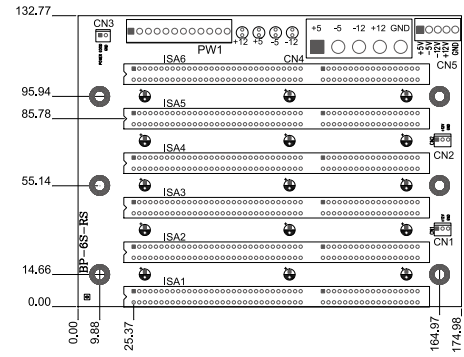 132.77
CN3
PW1
+12 +5 -5 -12
+5 -5 -12 +12 GND
+5V
-5V
-12V
+12V
GND
CN5
ISA6
CN4
95.94
ISA5
85.78
ISA4
CN2
55.14
ISA3
BP-6S-RS
CN1
ISA2
14.66
ISA1
0.00
0.00
9.88
25.37
164.97
174.98